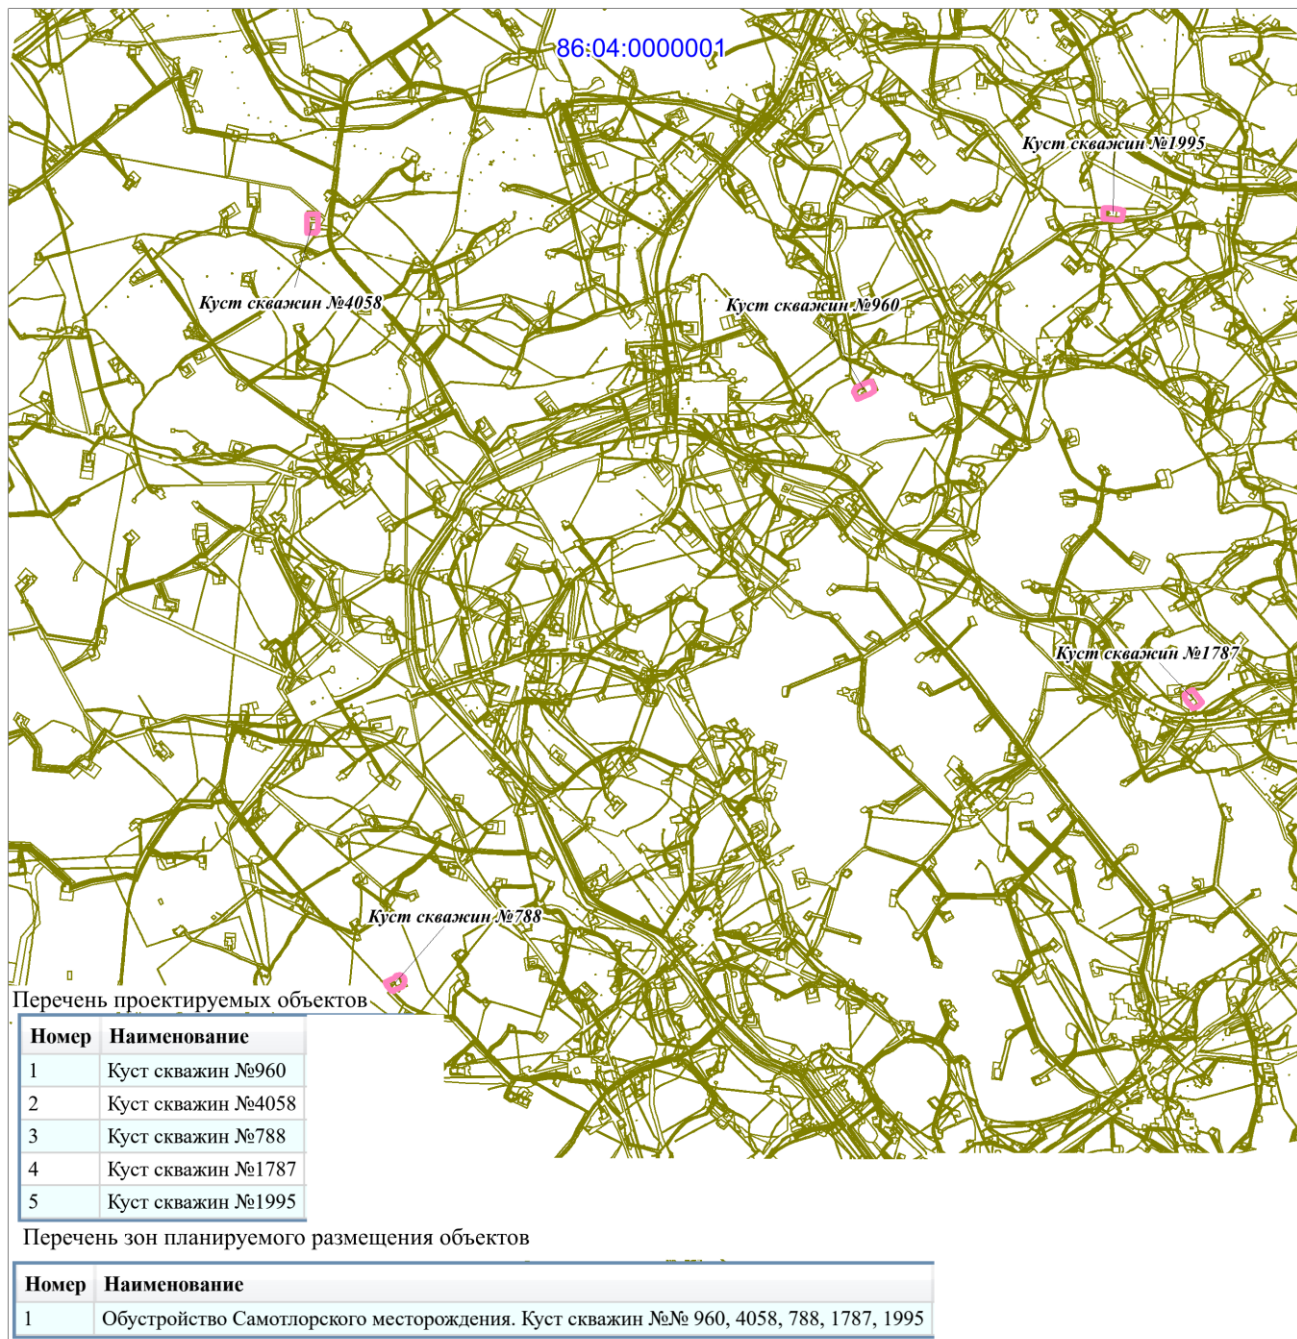 86:04:0000001
Куст скважин №1995
Куст скважин №4058
Куст скважин №960
Куст скважин №1787
Куст скважин №788
Перечень проектируемых объектов
Номер Наименование
1 Куст скважин №960
2 Куст скважин №4058
3 Куст скважин №788
4 Куст скважин №1787
5 Куст скважин №1995
Перечень зон планируемого размещения объектов
Номер Наименование
1 Обустройство Самотлорского месторождения. Куст скважин №№ 960, 4058, 788, 1787, 1995